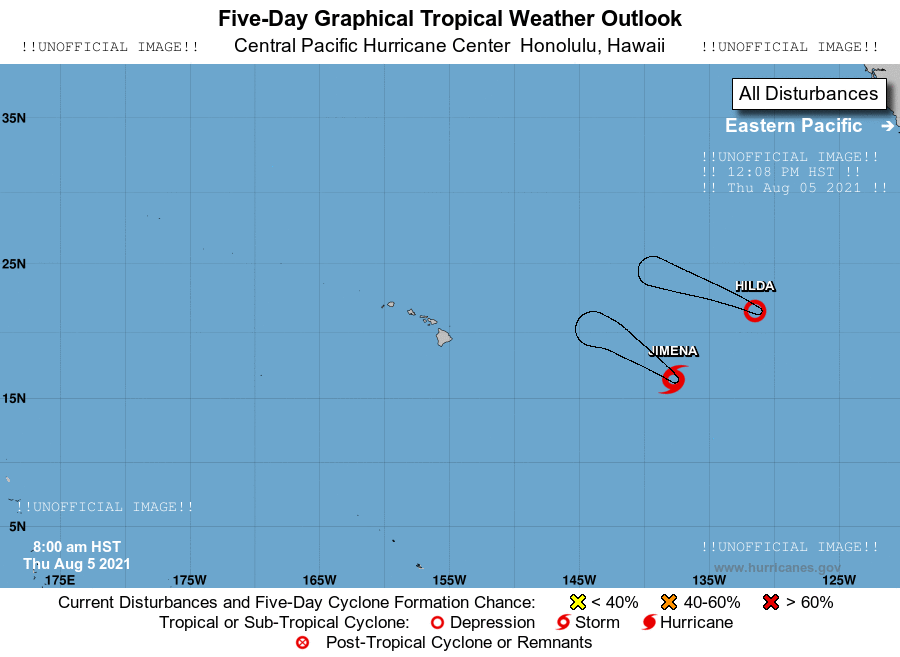 Five-Day Graphical Tropical Weather Outlook
!!UNOFFICIAL IMAGE!! Central Pacific Hurricane Center Honolulu, Hawaii !!UNOFFICIAL IMAGE!!
All Disturbances
35N
Eastern Pacific
!!UNOFFICIAL IMAGE!!
!! 12:08 PM HST !!
!! Thu Aug 05 2021 !!
25N
HILDA
JIMENA
15N
!!UNOFFICIAL IMAGE!!
5N
8:00 am HST
Thu Aug 5 2021
!!UNOFFICIAL IMAGE!!
www.hurricanes.gov
175E 175W 165W 155W 145W 135W 125W
Current Disturbances and Five-Day Cyclone Formation Chance: < 40% 40-60% > 60%
Tropical or Sub-Tropical Cyclone: Depression Storm Hurricane
Post-Tropical Cyclone or Remnants